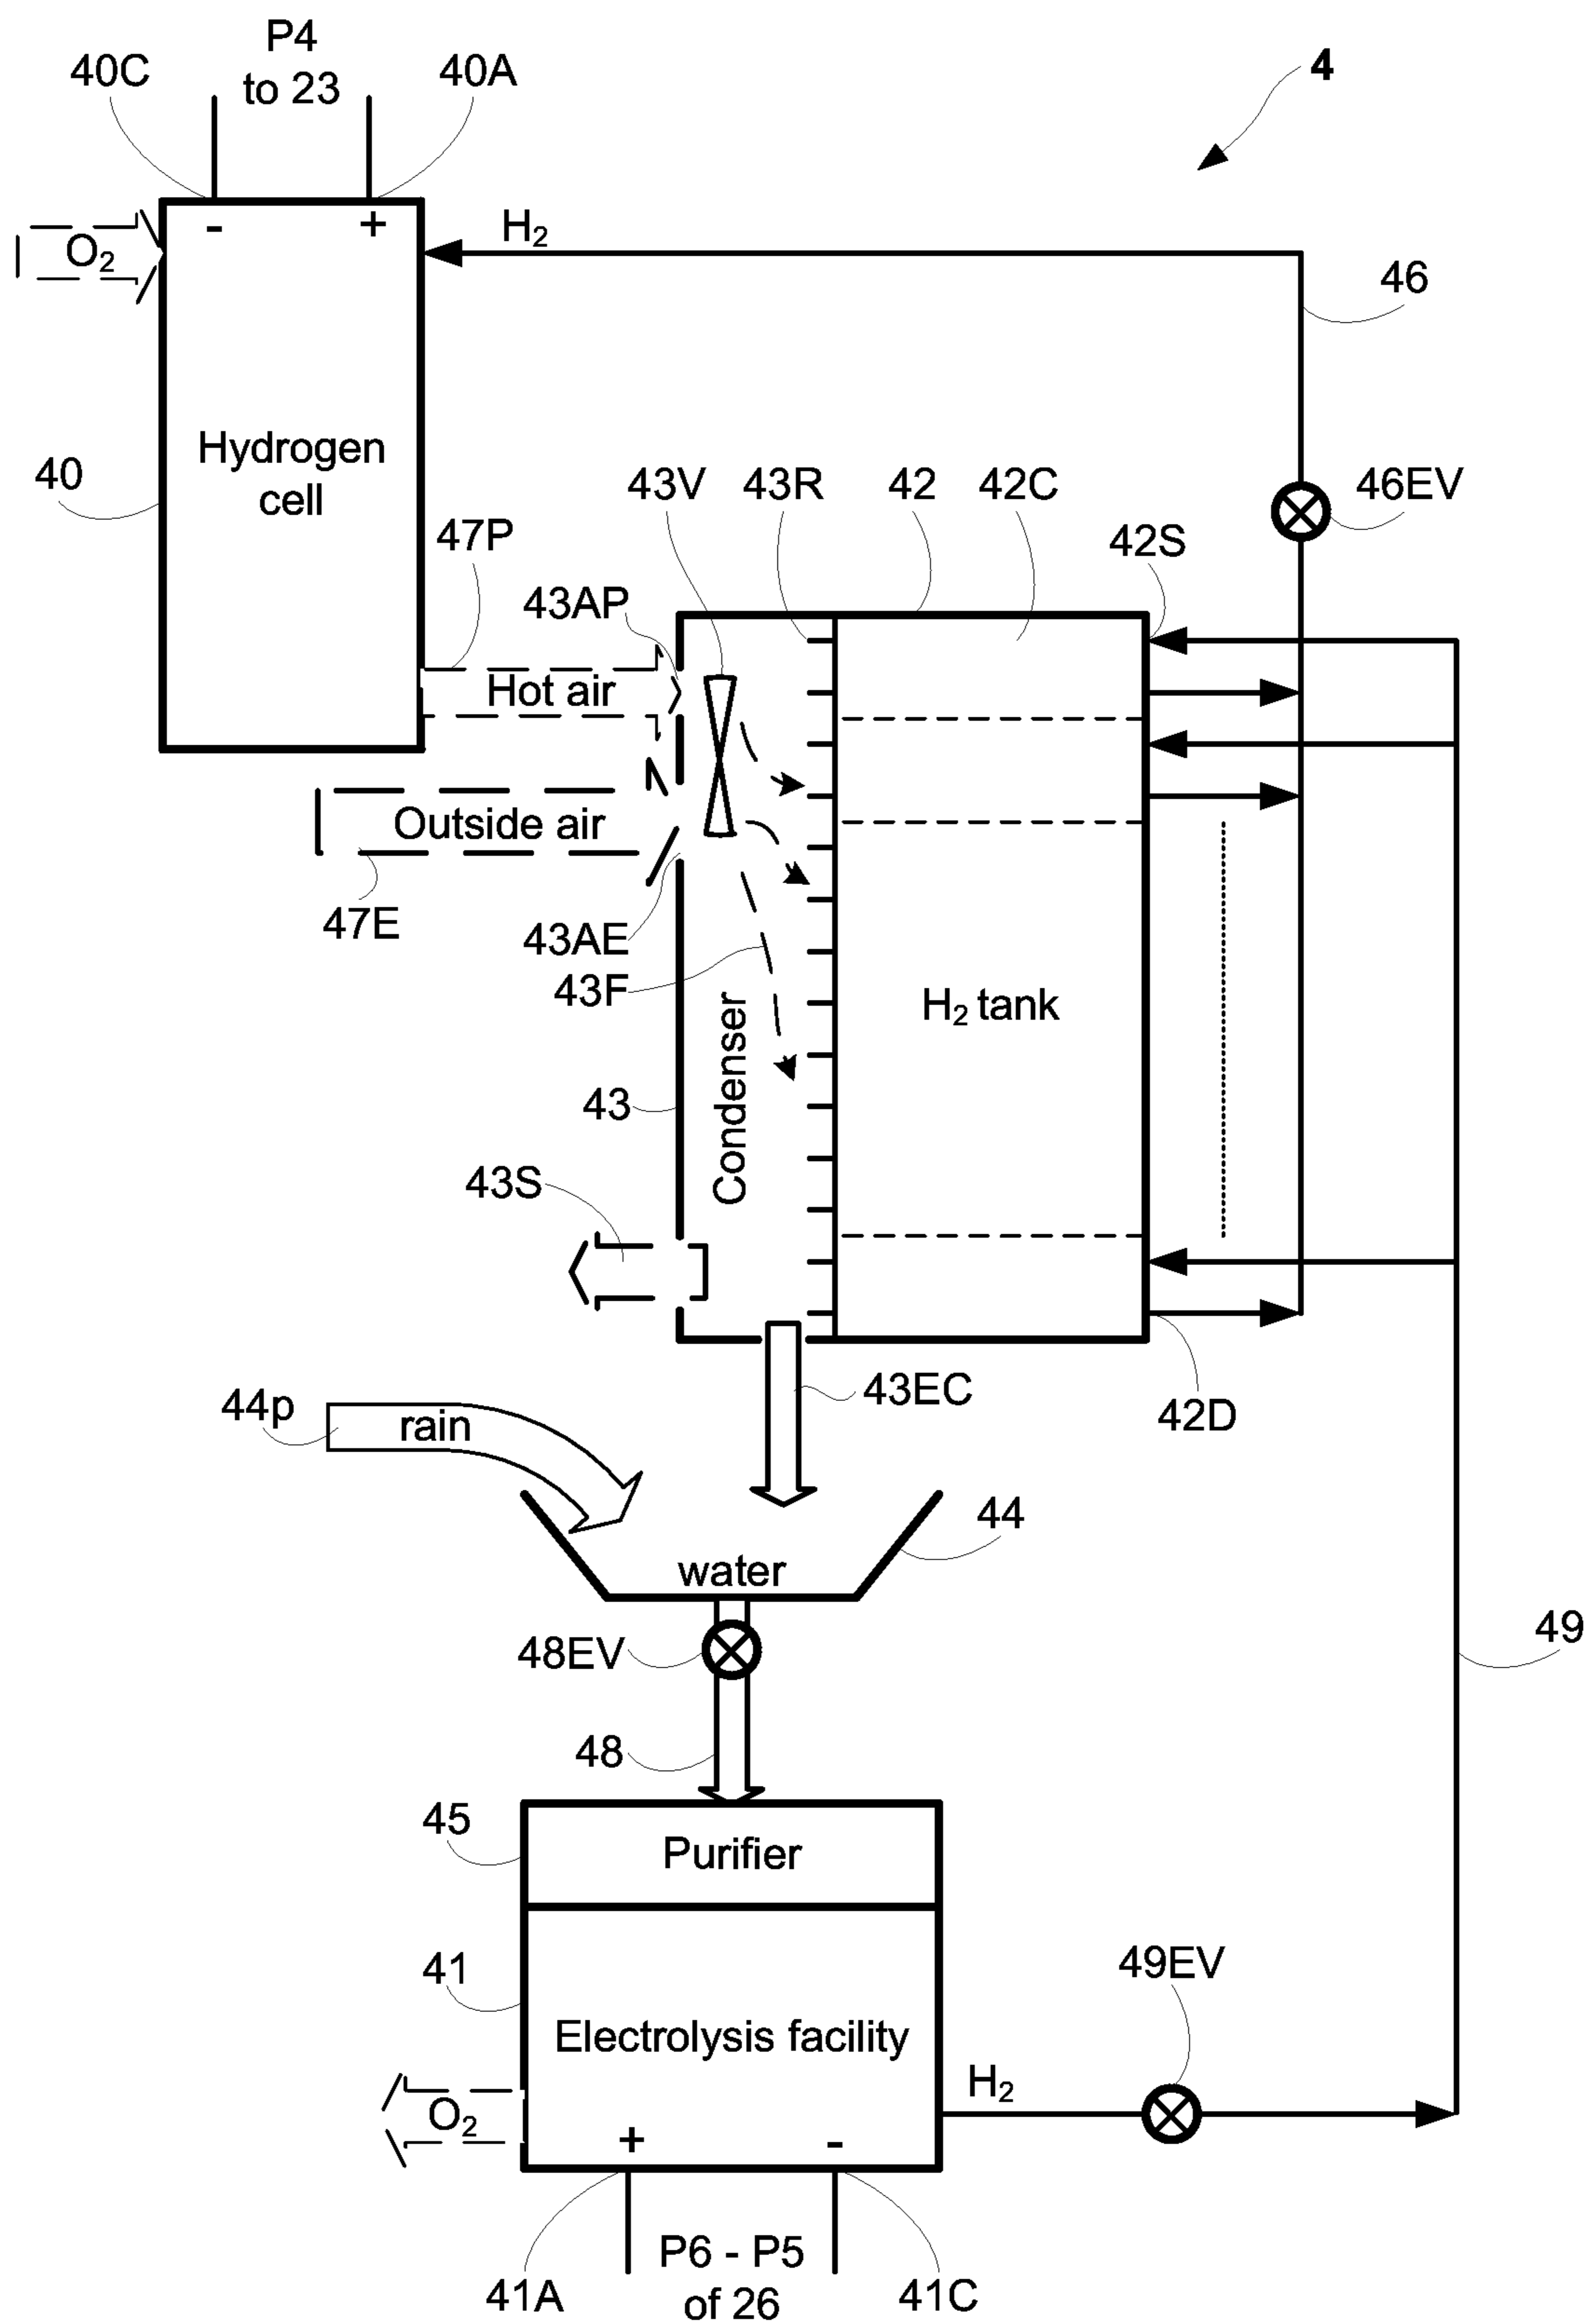 P4
to 23
40C
40A
4
-
+
H2
O2
46
Hydrogen
cell
40
43V
43R
42
42C
46EV
47P
42S
43AP
Hot air
Outside air
47E
43AE
43F
H2 tank
Condenser
43
43S
43EC
44p
rain
42D
44
water
48EV
49
48
45
Purifier
41
49EV
Electrolysis facility
H2
O2
+
-
P6 - P5
of 26
41A
41C